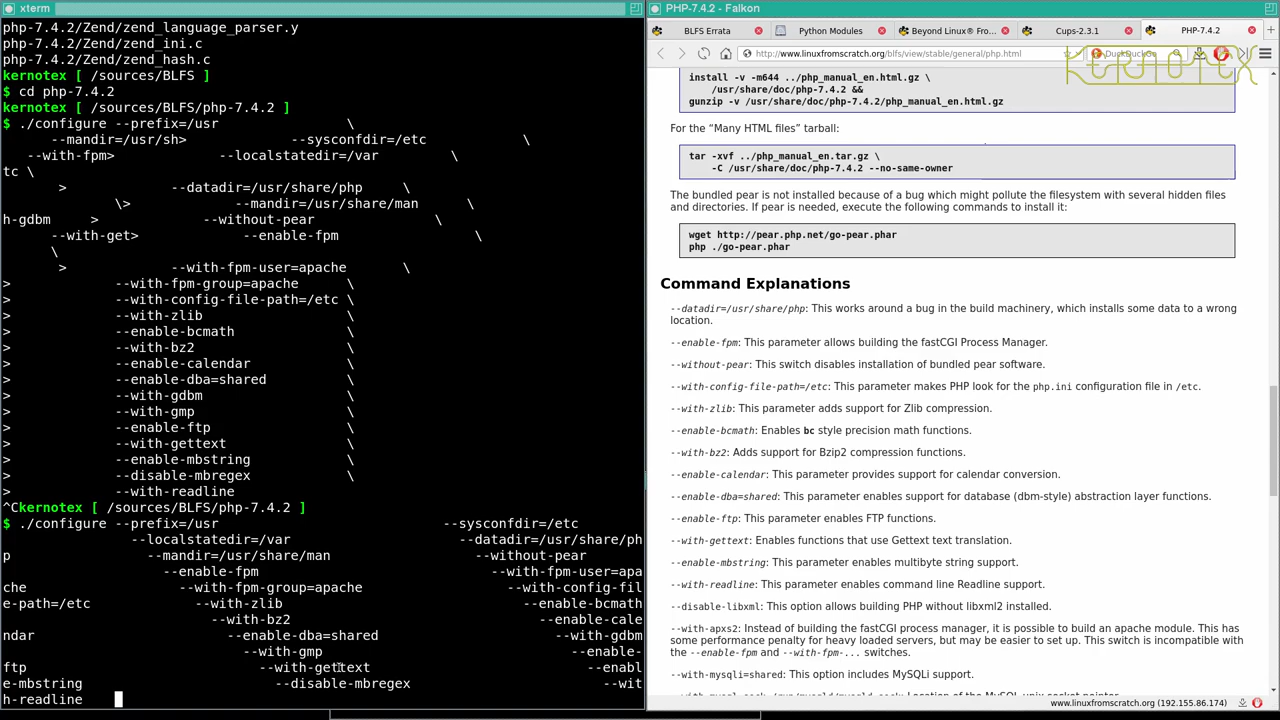 xterm
php-7.4.2/Zend/zend_language_parser.y
php-7.4.2/Zend/zend_ini.c
php-7.4.2/Zend/zend_hash.c
kernotex [ /sources/BLFS ]
$ cd php-7.4.2
kernotex [ /sources/BLFS/php-7.4.2 ]
$ ./configure --prefix=/usr \
--mandir=/usr/sh> --sysconfdir=/etc \
--with-fpm> --localstatedir=/var \
tc \
> --datadir=/usr/share/php \
\> --mandir=/usr/share/man \
h-gdbm > --without-pear \
--with-get> --enable-fpm \
\
> --with-fpm-user=apache \
> --with-fpm-group=apache \
> --with-config-file-path=/etc \
> --with-zlib \
> --enable-bcmath \
> --with-bz2 \
> --enable-calendar \
> --enable-dba=shared \
> --with-gdbm \
> --with-gmp \
> --enable-ftp \
> --with-gettext \
> --enable-mbstring \
> --disable-mbregex \
> --with-readline
^Ckernotex [ /sources/BLFS/php-7.4.2 ]
$ ./configure --prefix=/usr --sysconfdir=/etc
--localstatedir=/var --datadir=/usr/share/ph
p --mandir=/usr/share/man --without-pear
--enable-fpm --with-fpm-user=apa
che --with-fpm-group=apache --with-config-fil
e-path=/etc --with-zlib --enable-bcmath
--with-bz2 --enable-cale
ndar --enable-dba=shared --with-gdbm
--with-gmp --enable-
ftp --with-gettext --enabl
e-mbstring --disable-mbregex --wit
h-readline
PHP-7.4.2 - Falkon
BLFS Errata
Python Modules
Beyond Linux® Fro...
Cups-2.3.1
PHP-7.4.2
http://www.linuxfromscratch.org/blfs/view/stable/general/php.html
DuckDuckGo
KERNOTEX
install -v -m644 ../php_manual_en.html.gz \
/usr/share/doc/php-7.4.2 &&
gunzip -v /usr/share/doc/php-7.4.2/php_manual_en.html.gz
For the “Many HTML files” tarball:
tar -xvf ../php_manual_en.tar.gz \
-C /usr/share/doc/php-7.4.2 --no-same-owner
The bundled pear is not installed because of a bug which might pollute the filesystem with several hidden files
and directories. If pear is needed, execute the following commands to install it:
wget http://pear.php.net/go-pear.phar
php ./go-pear.phar
Command Explanations
--datadir=/usr/share/php: This works around a bug in the build machinery, which installs some data to a wrong
location.
--enable-fpm: This parameter allows building the fastCGI Process Manager.
--without-pear: This switch disables installation of bundled pear software.
--with-config-file-path=/etc: This parameter makes PHP look for the php.ini configuration file in /etc.
--with-zlib: This parameter adds support for Zlib compression.
--enable-bcmath: Enables bc style precision math functions.
--with-bz2: Adds support for Bzip2 compression functions.
--enable-calendar: This parameter provides support for calendar conversion.
--enable-dba=shared: This parameter enables support for database (dbm-style) abstraction layer functions.
--enable-ftp: This parameter enables FTP functions.
--with-gettext: Enables functions that use Gettext text translation.
--enable-mbstring: This parameter enables multibyte string support.
--with-readline: This parameter enables command line Readline support.
--disable-libxml: This option allows building PHP without libxml2 installed.
--with-apxs2: Instead of building the fastCGI process manager, it is possible to build an apache module. This has
some performance penalty for heavy loaded servers, but may be easier to set up. This switch is incompatible with
the --enable-fpm and --with-fpm-... switches.
--with-mysqli=shared: This option includes MySQLi support.
www.linuxfromscratch.org (192.155.86.174)